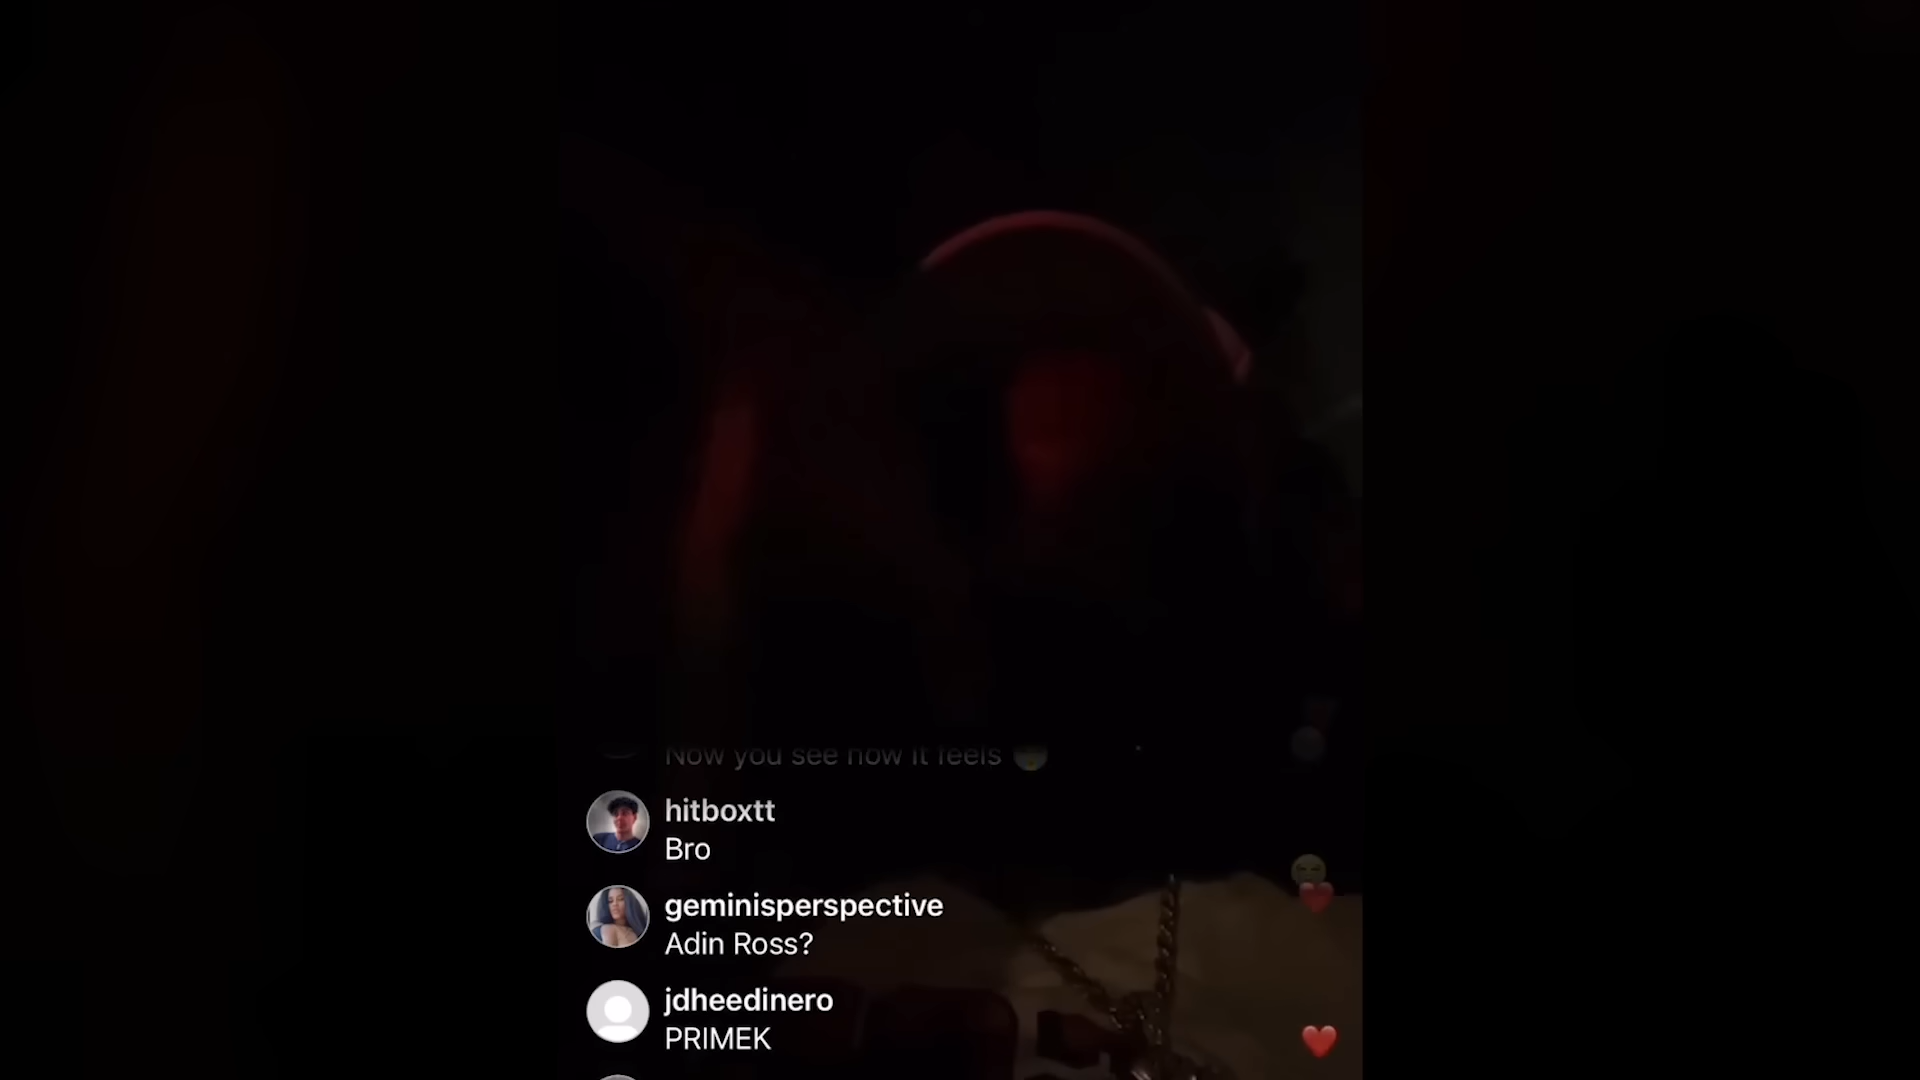 Now you see how it feels
hitboxtt
Bro
geminisperspective
Adin Ross?
jdheedinero
PRIMEK